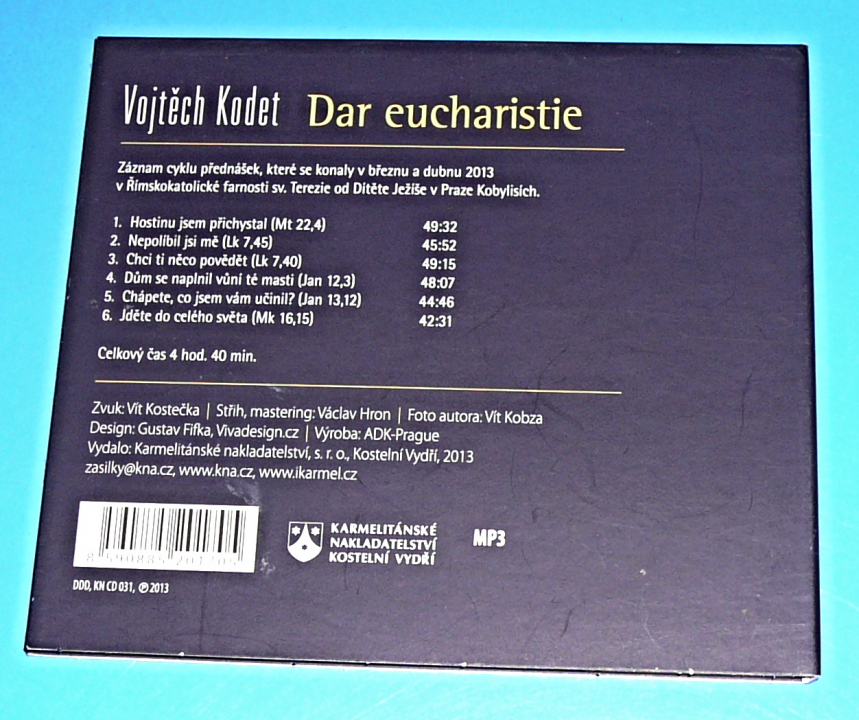 Vojtěch Kodet Dar eucharistie
Záznam cyklu přednášek, které se konaly v březnu a dubnu 2013
v Římskokatolické farnosti sv. Terezie od Dítěte Ježíše v Praze Kobylisích.
1. Hostinu jsem přichystal (Mt 22,4) 49:32
2. Nepolíbil jsi mě (Lk 7,45) 45:52
3. Chci ti něco povědět (Lk 7,40) 49:15
4. Dům se naplnil vůní té masti (Jan 12,3) 48:07
5. Chápete, co jsem vám učinil? (Jan 13,12) 44:46
6. Jděte do celého světa (Mk 16,15) 42:31
Celkový čas 4 hod. 40 min.
Zvuk: Vít Kostečka | Střih, mastering: Václav Hron | Foto autora: Vít Kobza
Design: Gustav Fifka, Vivadesign.cz | Výroba: ADK-Prague
Vydalo: Karmelitánské nakladatelství, s. r. o., Kostelní Vydří, 2013
zasilky@kna.cz, www.kna.cz, www.ikarmel.cz
KARMELITÁNSKÉ
NAKLADATELSTVÍ
KOSTELNÍ VYDŘÍ
MP3
DDD, KN CD 031, ℗ 2013